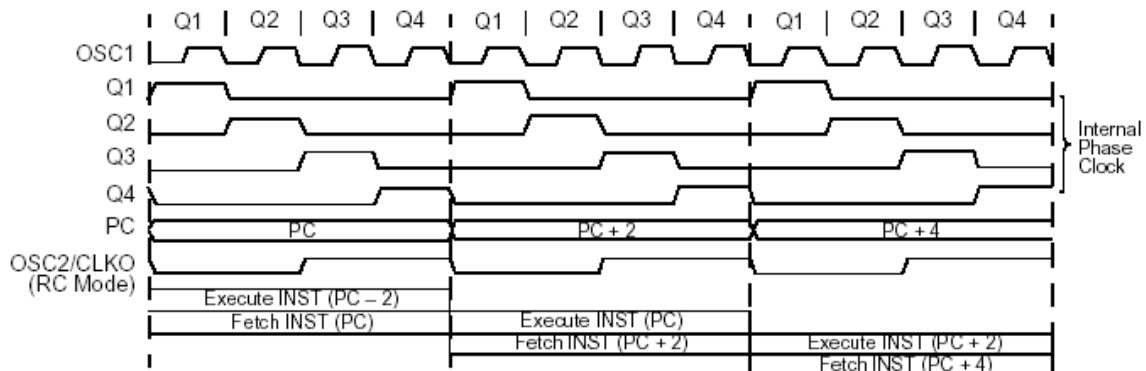 Q1 | Q2 | Q3 | Q4 Q1 | Q2 | Q3 | Q4 Q1 | Q2 | Q3 | Q4
OSC1
Q1
Q2
Q3
Q4
Internal
Phase
Clock
PC PC PC + 2 PC + 4
OSC2/CLKO
(RC Mode)
Execute INST (PC – 2)
Fetch INST (PC) Execute INST (PC)
Fetch INST (PC + 2) Execute INST (PC + 2)
Fetch INST (PC + 4)